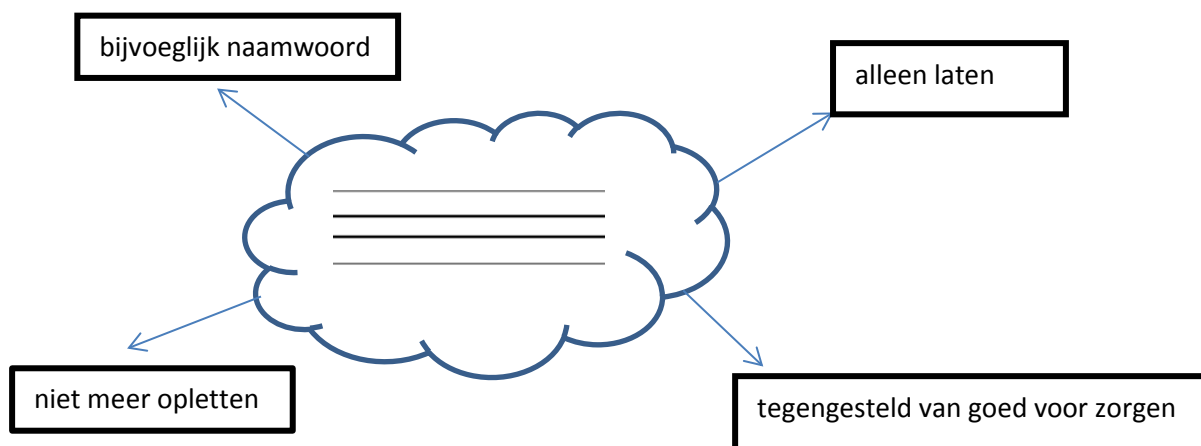 bijvoeglijk naamwoord
alleen laten
niet meer opletten
tegengesteld van goed voor zorgen